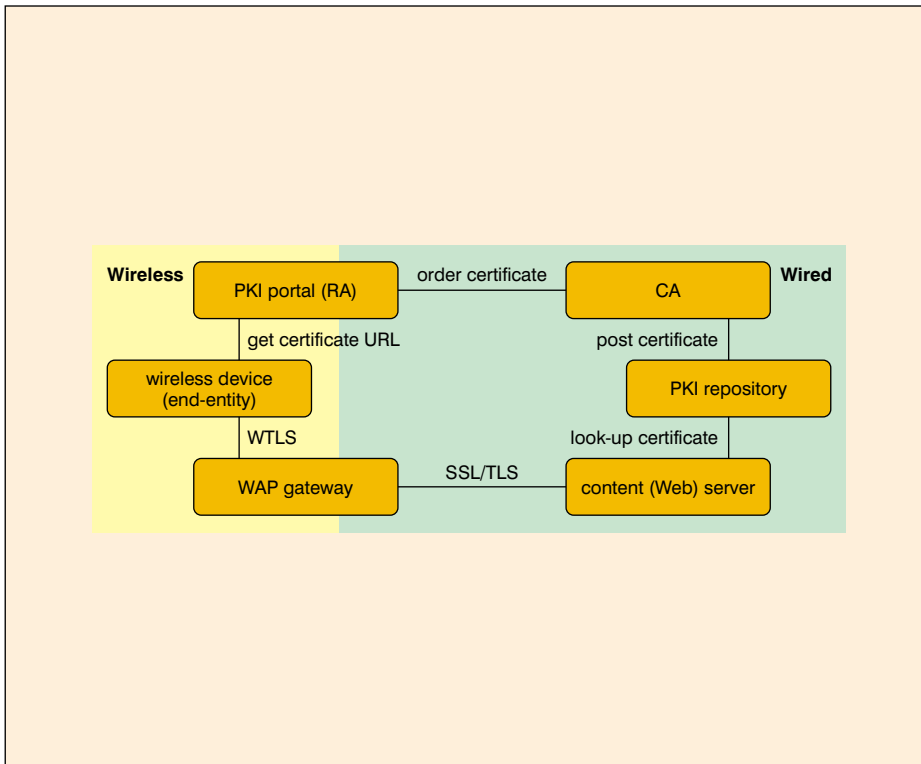 Wireless
PKI portal (RA)
order certificate
CA
Wired
get certificate URL
post certificate
wireless device
(end-entity)
PKI repository
WTLS
look-up certificate
WAP gateway
SSL/TLS
content (Web) server